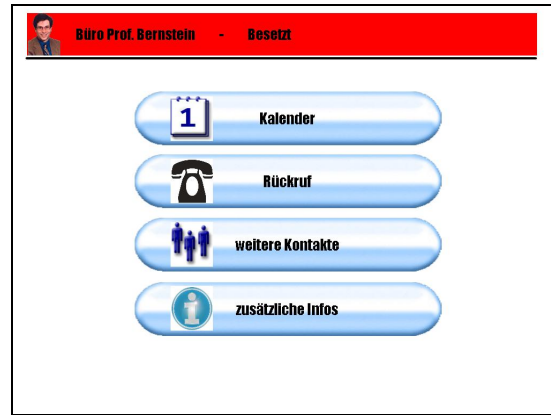 Büro Prof. Bernstein - Besetzt
1 Kalender
Rückruf
weitere Kontakte
zusätzliche Infos